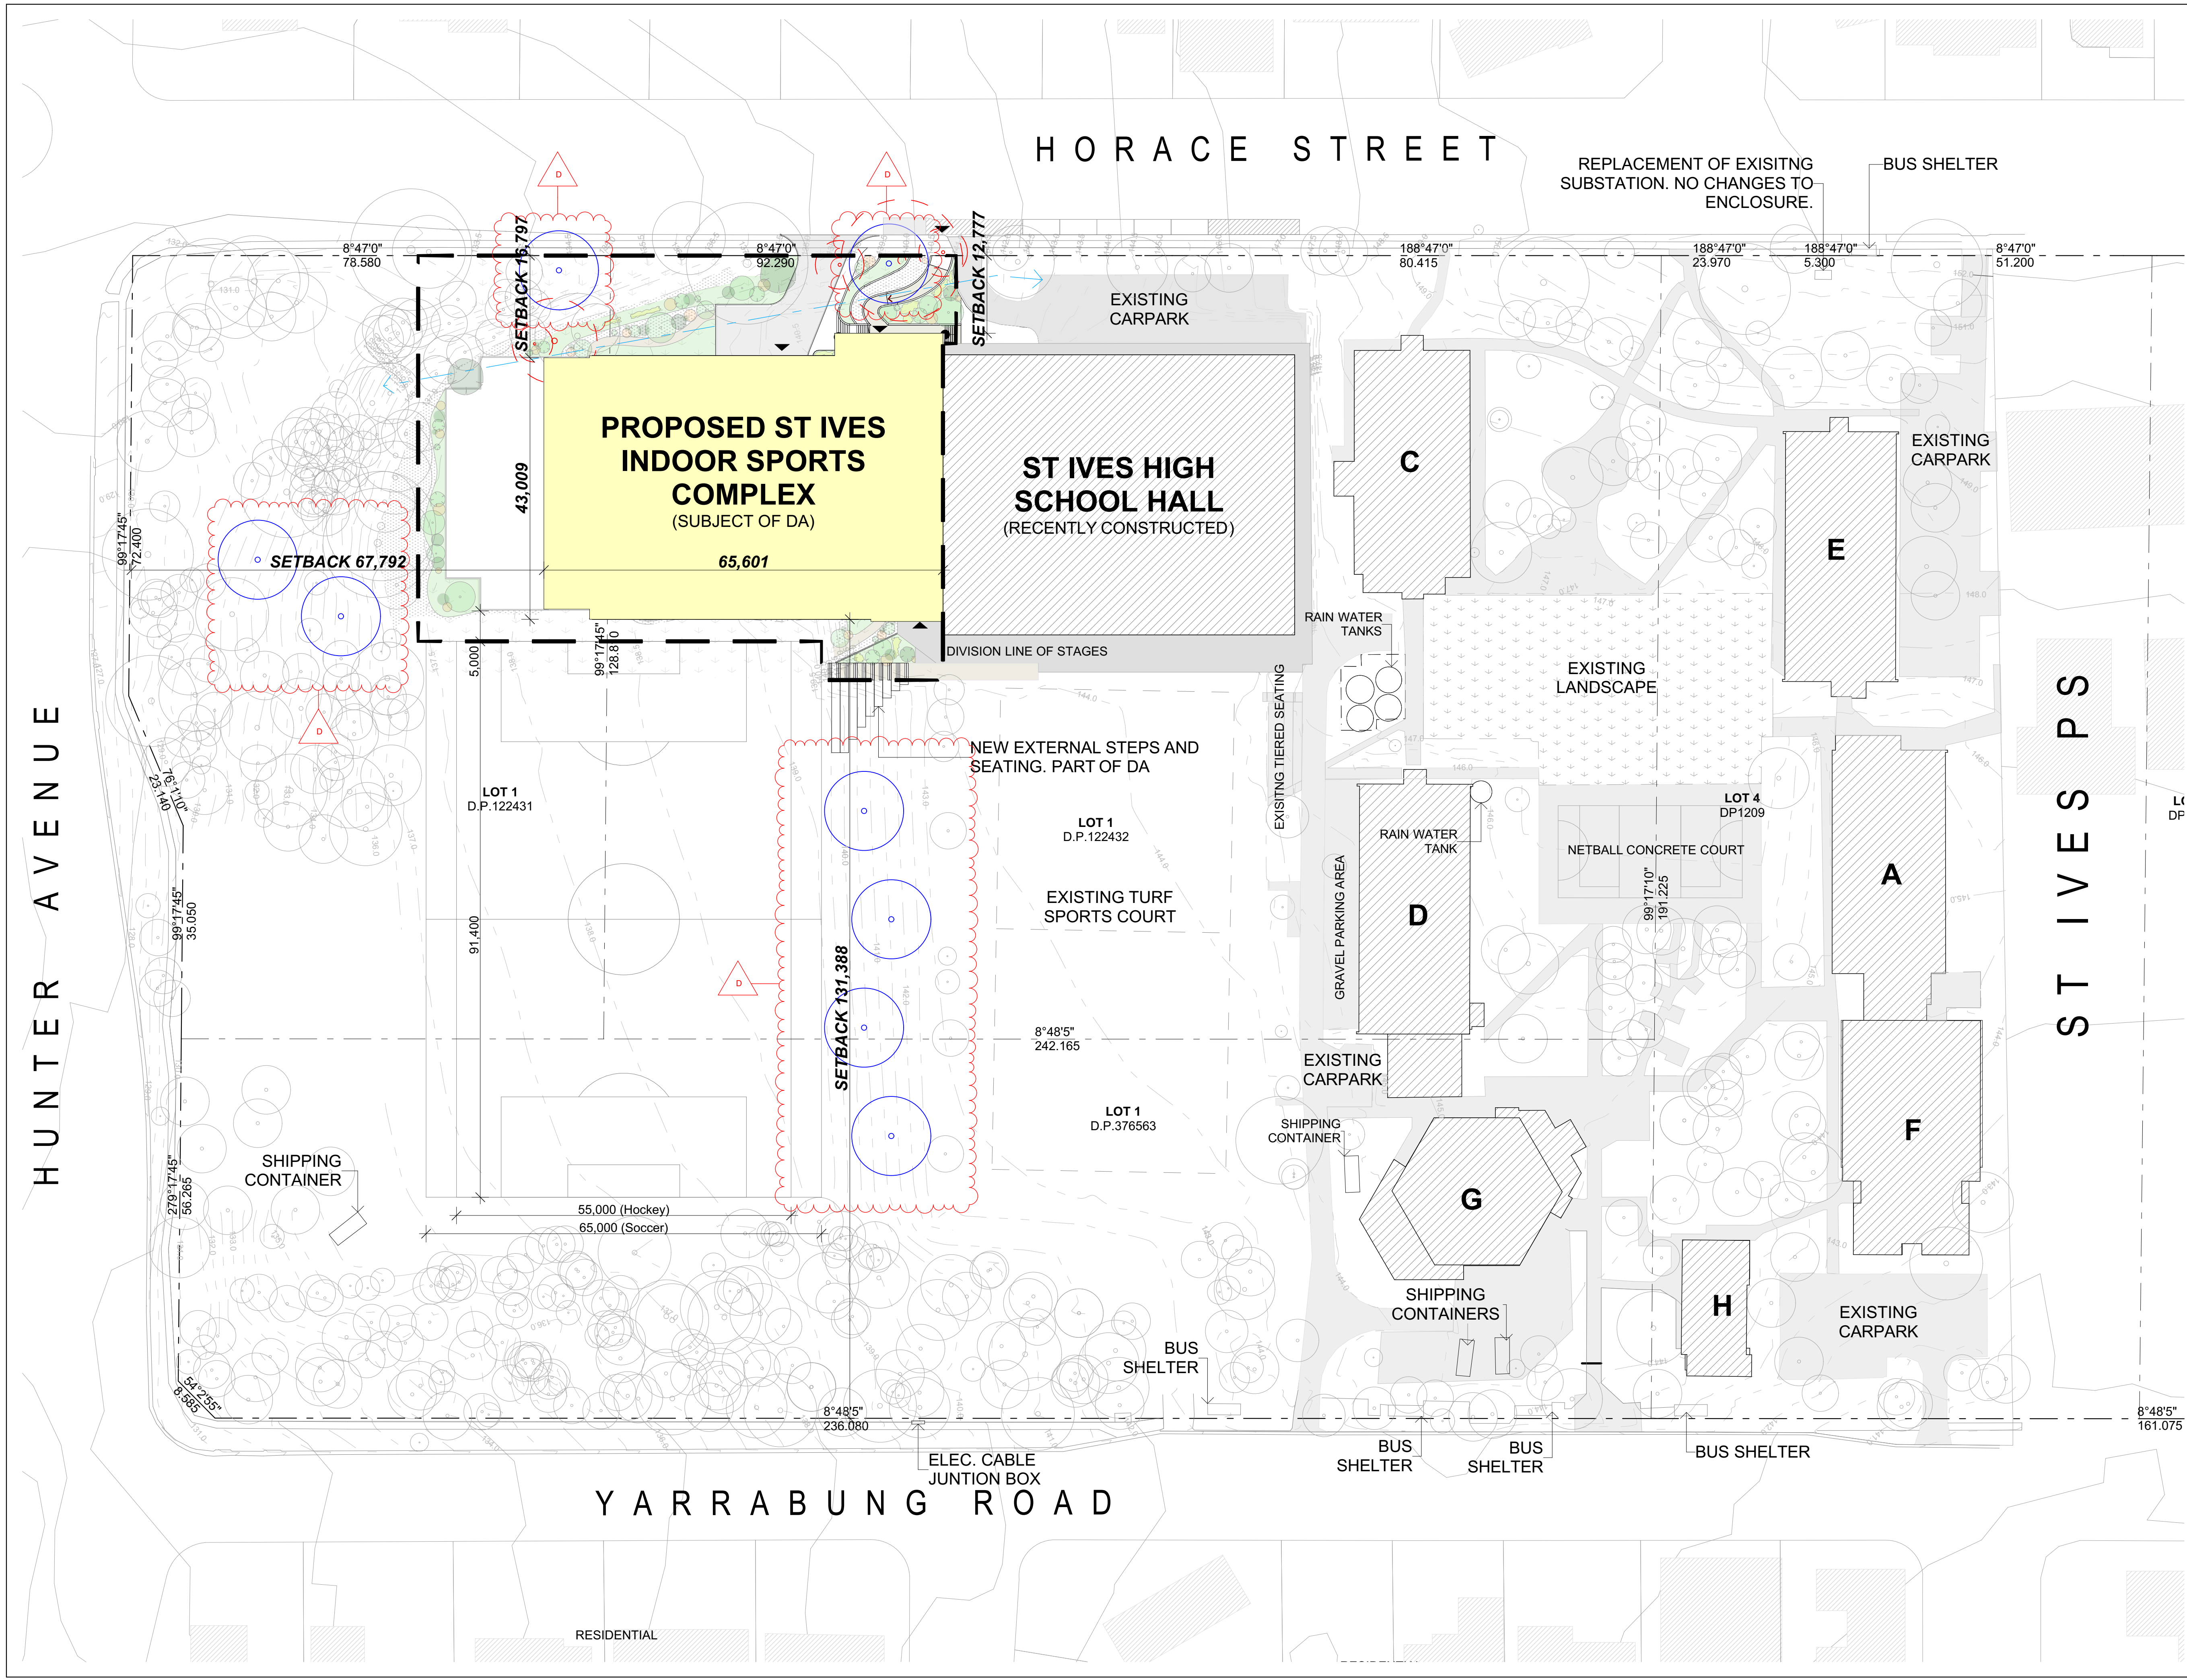 HORACE STREET
REPLACEMENT OF EXISITNG
SUBSTATION. NO CHANGES TO
ENCLOSURE.
BUS SHELTER
D
D
SETBACK 16,797
SETBACK 12,777
8°47'0"
78.580
8°47'0"
92.290
188°47'0"
80.415
188°47'0"
23.970
188°47'0"
5.300
8°47'0"
51.200
EXISTING
CARPARK
PROPOSED ST IVES
INDOOR SPORTS
COMPLEX
(SUBJECT OF DA)
43,009
65,601
ST IVES HIGH
SCHOOL HALL
(RECENTLY CONSTRUCTED)
C
E
EXISTING
CARPARK
99°17'45"
72.400
SETBACK 67,792
D
5,000
99°17'45"
128.810
DIVISION LINE OF STAGES
RAIN WATER
TANKS
EXISTING
LANDSCAPE
EXISITNG TIERED SEATING
NEW EXTERNAL STEPS AND
SEATING. PART OF DA
HUNTER AVENUE
ST IVES PS
76°1'10"
23.140
LOT 1
D.P.122431
LOT 1
D.P.122432
EXISTING TURF
SPORTS COURT
LOT 4
DP1209
RAIN WATER
TANK
NETBALL CONCRETE COURT
99°17'10"
191.225
GRAVEL PARKING AREA
D
A
99°17'45"
35.050
91,400
D
SETBACK 131,388
8°48'5"
242.165
EXISTING
CARPARK
LOT 1
D.P.376563
SHIPPING
CONTAINER
F
G
H
279°17'45"
56.265
SHIPPING
CONTAINER
55,000 (Hockey)
65,000 (Soccer)
SHIPPING
CONTAINERS
EXISTING
CARPARK
BUS
SHELTER
54°2'55"
8.585
8°48'5"
236.080
8°48'5"
161.075
ELEC. CABLE
JUNTION BOX
BUS
SHELTER
BUS
SHELTER
BUS SHELTER
YARRABUNG ROAD
RESIDENTIAL